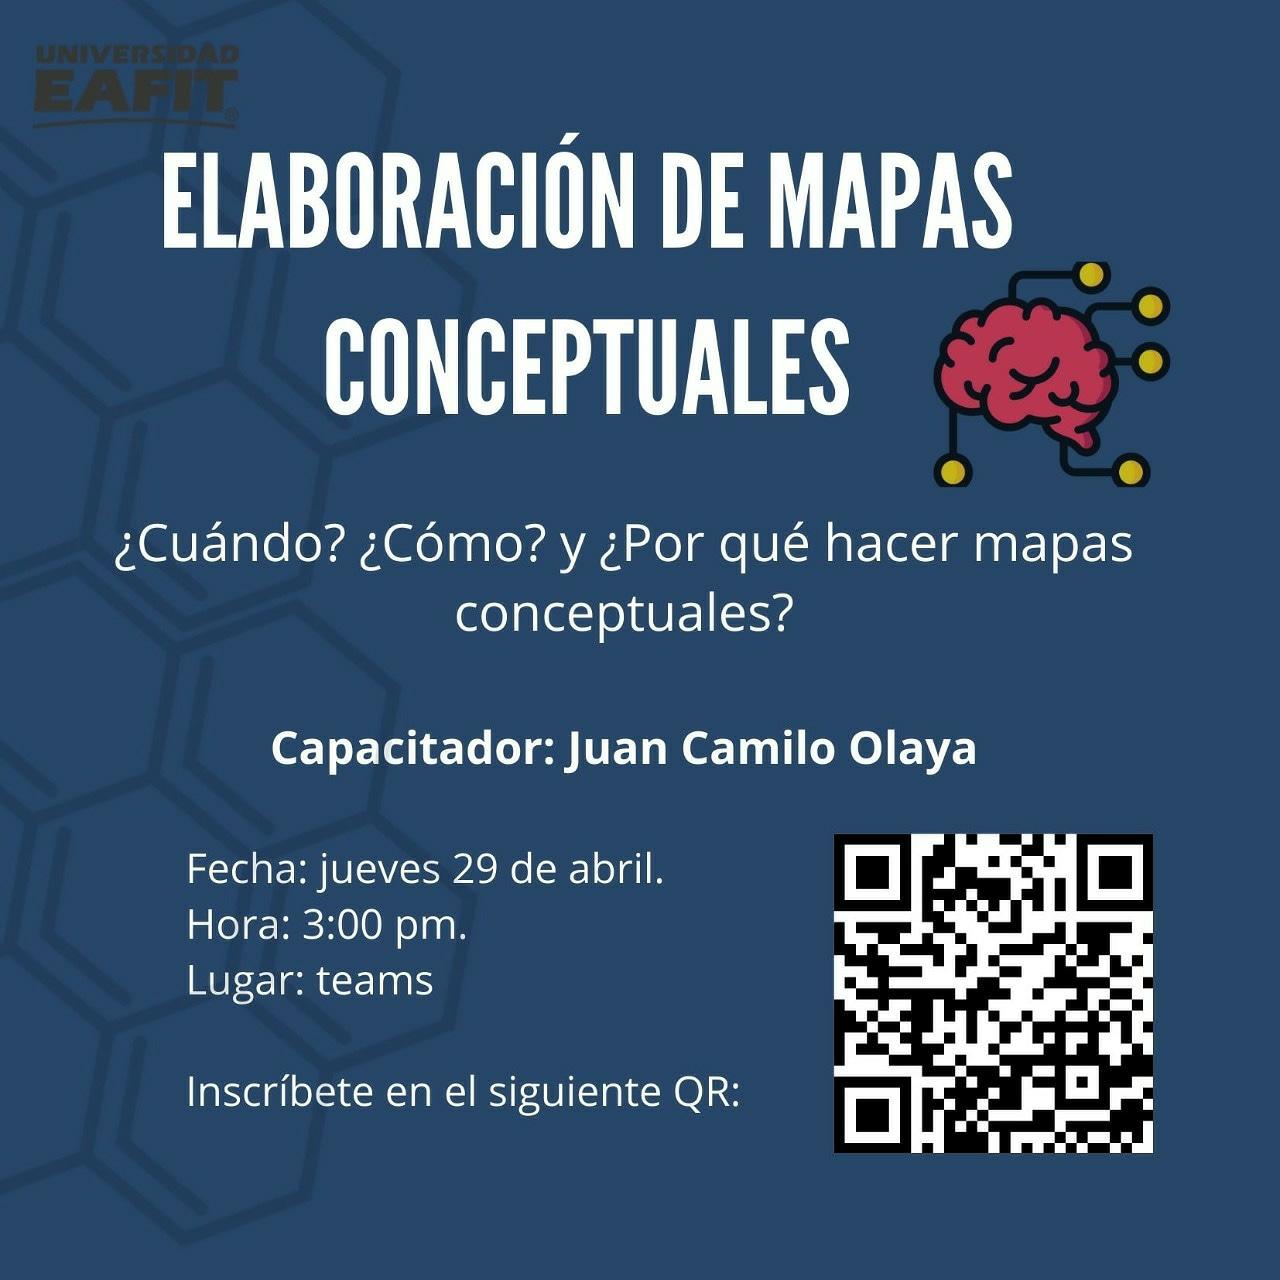 UNIVERSIDAD
EAFIT®
ELABORACIÓN DE MAPAS
CONCEPTUALES
¿Cuándo? ¿Cómo? y ¿Por qué hacer mapas
conceptuales?
Capacitador: Juan Camilo Olaya
Fecha: jueves 29 de abril.
Hora: 3:00 pm.
Lugar: teams
Inscríbete en el siguiente QR: